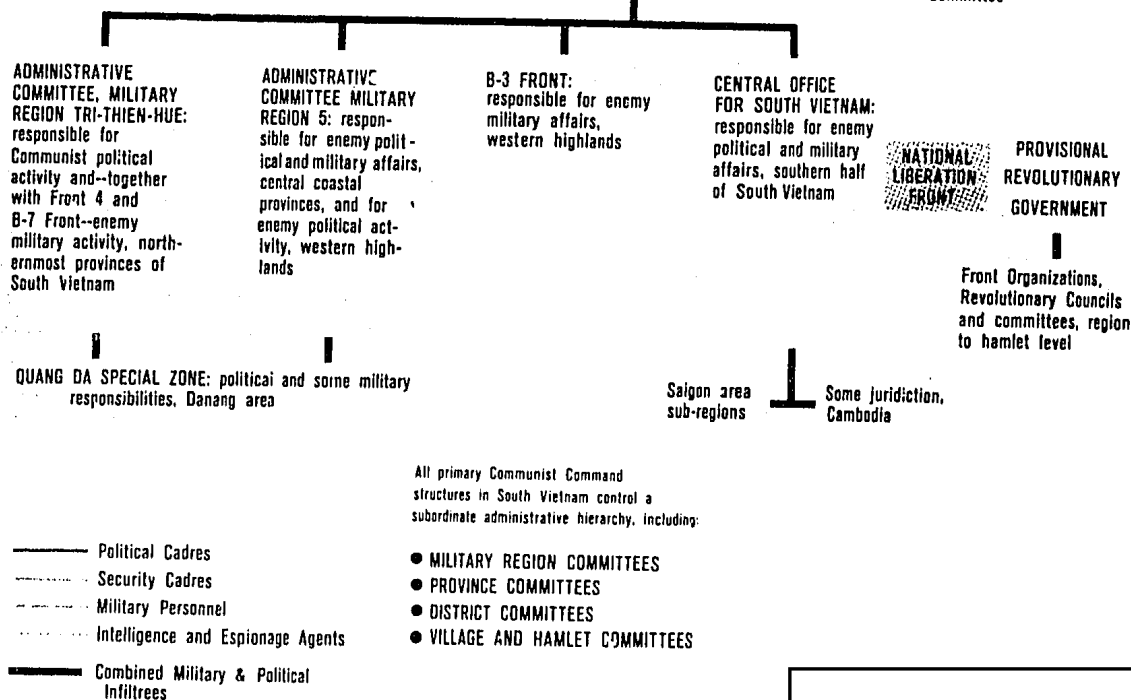 ADMINISTRATIVE
COMMITTEE, MILITARY
REGION TRI-THIEN-HUE:
responsible for
Communist political
activity and--together
with Front 4 and
B-7 Front--enemy
military activity, north-
ernmost provinces of
South Vietnam
ADMINISTRATIVE
COMMITTEE MILITARY
REGION 5: respon-
sible for enemy polit-
ical and military affairs,
central coastal
provinces, and for
enemy political act-
ivity, western high-
lands
B-3 FRONT:
responsible for enemy
military affairs,
western highlands
CENTRAL OFFICE
FOR SOUTH VIETNAM:
responsible for enemy
political and military
affairs, southern half
of South Vietnam
NATIONAL
LIBERATION
FRONT
PROVISIONAL
REVOLUTIONARY
GOVERNMENT
Front Organizations,
Revolutionary Councils
and committees, region
to hamlet level
QUANG DA SPECIAL ZONE: political and some military
responsibilities, Danang area
Saigon area
sub-regions
Some juridiction,
Cambodia
All primary Communist Command
structures in South Vietnam control a
subordinate administrative hierarchy, including:
● MILITARY REGION COMMITTEES
● PROVINCE COMMITTEES
● DISTRICT COMMITTEES
● VILLAGE AND HAMLET COMMITTEES
Political Cadres
Security Cadres
Military Personnel
Intelligence and Espionage Agents
Combined Military & Political
Infiltrees